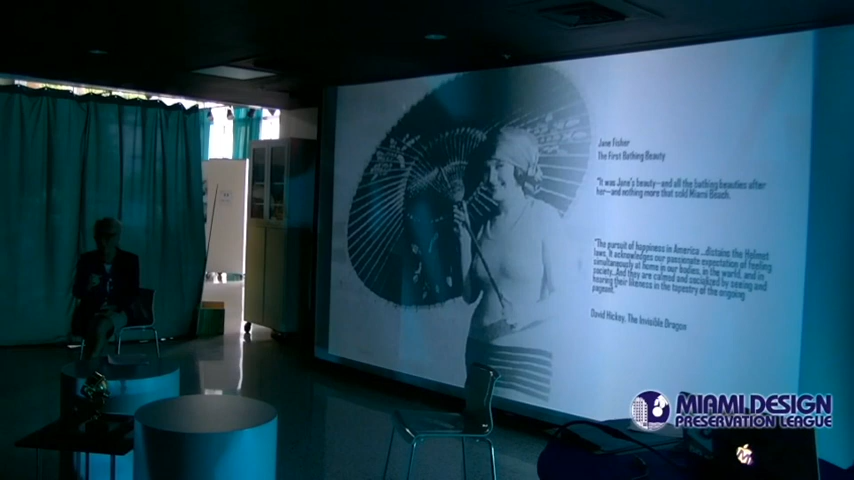 Jane Fisher
The First Bathing Beauty
"It was Jane's beauty—and all the bathing beauties after
her—and nothing more that sold Miami Beach.
"The pursuit of happiness in America ...disdains the Helmet
laws. It acknowledges our passionate expectation of feeling
simultaneously at home in our bodies, in the world, and in
society...And they are calmed and socialized by seeing and
hearing their likeness in the tapestry of the ongoing
pageant."
David Hickey, The Invisible Dragon
MIAMI DESIGN
PRESERVATION LEAGUE